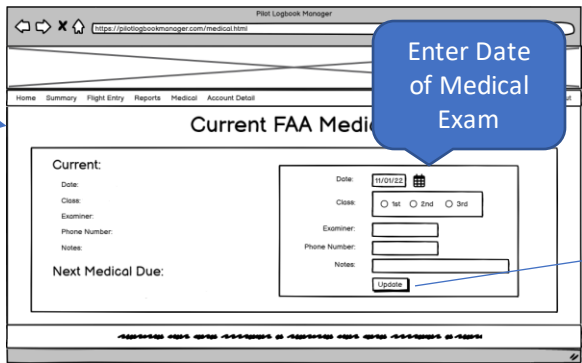 Pilot Logbook Manager
https://pilotlogbookmanager.com/medical.html
Enter Date
of Medical
Exam
Home Summary Flight Entry Reports Medical Account Detail
ut
Current FAA Medi
Current:
Date:
Class:
Examiner:
Phone Number:
Notes:
Next Medical Due:
Date: 11/01/22
Class: 1st 2nd 3rd
Examiner:
Phone Number:
Notes:
Update